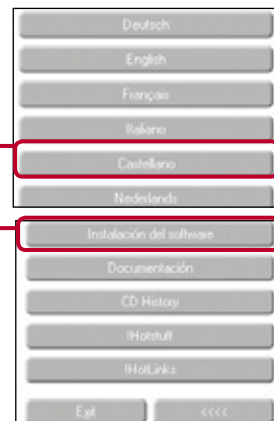 Deutsch
English
Français
Italiano
Castellano
Nederlands
Instalación del software
Documentación
CD History
!Hotstuff
!HotLinks
Exit <<<<